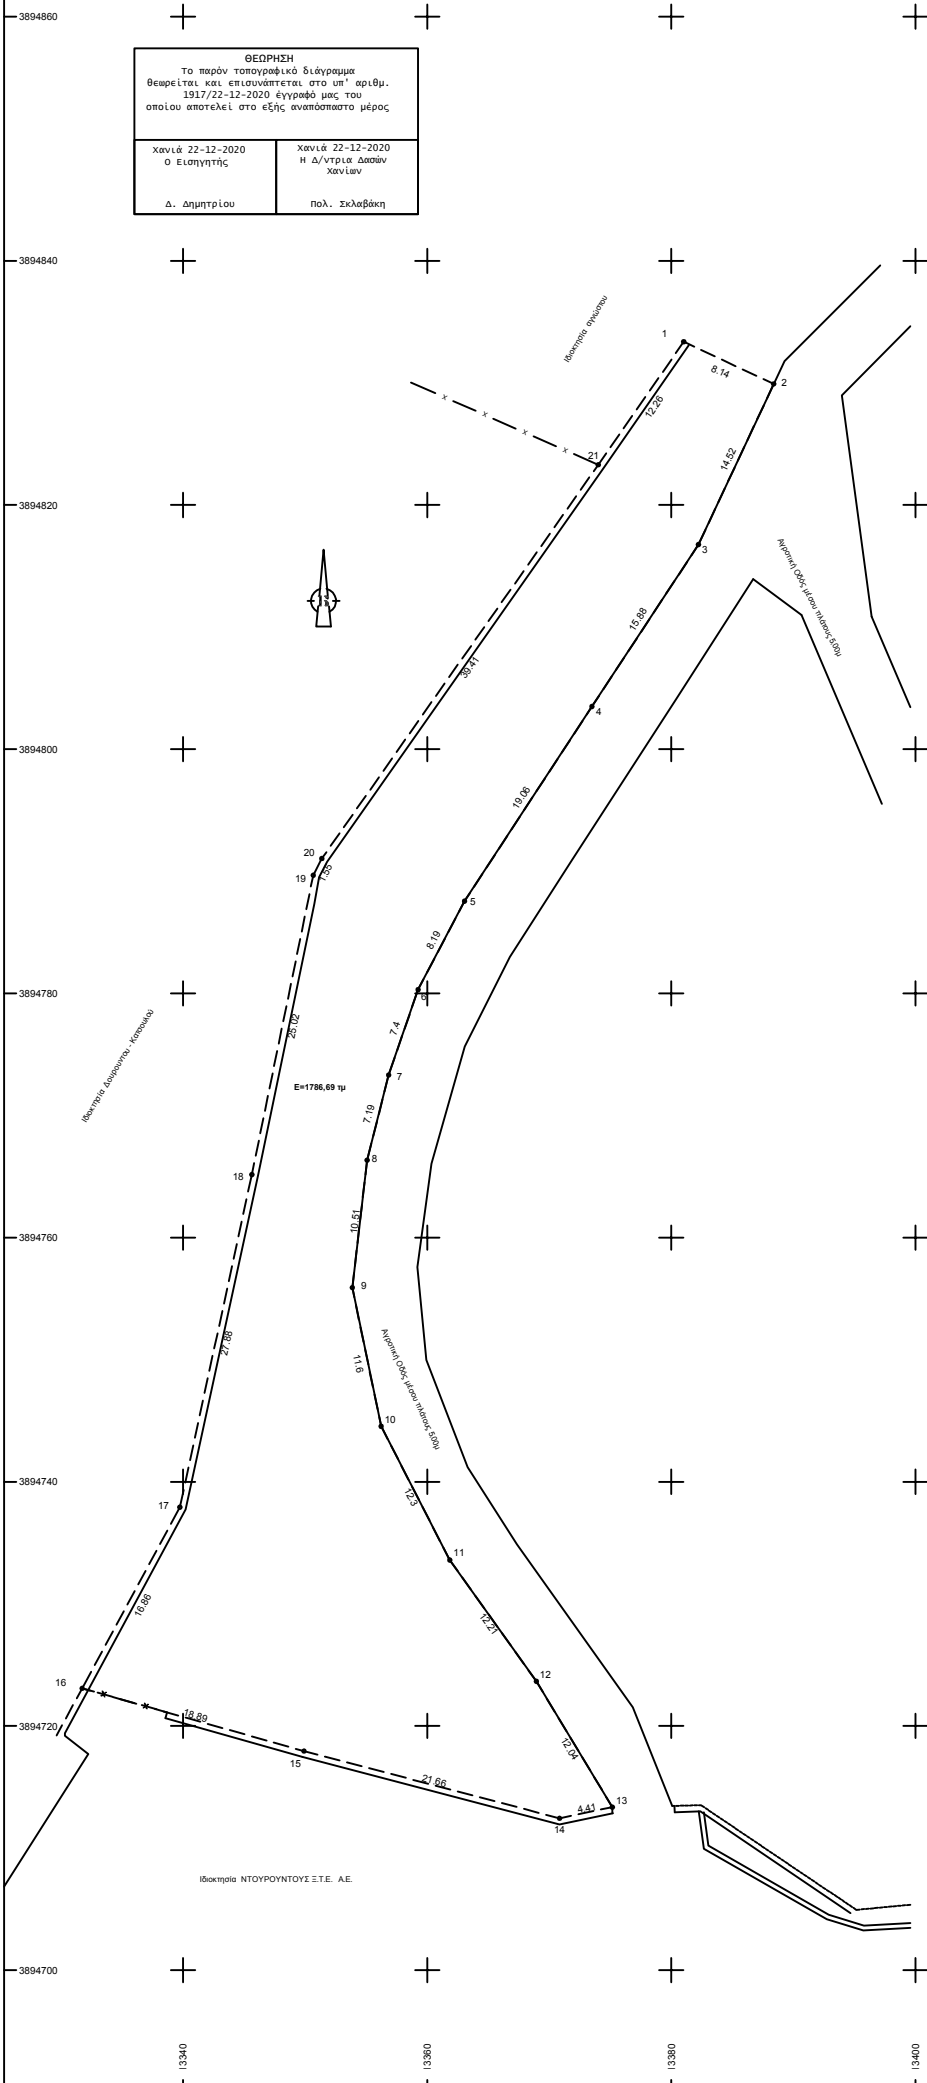 3894860
ΘΕΩΡΗΣΗ
Το παρόν τοπογραφικό διάγραμμα
θεωρείται και επισυνάπτεται στο υπ' αριθμ.
1917/22-12-2020 έγγραφό μας του
οποίου αποτελεί στο εξής αναπόσπαστο μέρος
Χανιά 22-12-2020
Ο Εισηγητής
Δ. Δημητρίου
Χανιά 22-12-2020
Η Δ/ντρια Δασών
Χανίων
Πολ. Σκλαβάκη
3894840
Ιδιοκτησία αγνώστου
1
8.14
2
12.26
x
x
x
x
21
14.52
3894820
3
Αγροτική Οδός μέσου πλάτους 5.00μ
15.88
39.41
4
3894800
19.06
20
19
1.55
5
8.19
3894780
6
25.02
7.4
Ιδιοκτησία Δουρουντου - Κατσουλου
7
Ε=1786,69 τμ
7.19
8
18
10.51
3894760
9
27.88
11.6
Αγροτική Οδός μέσου πλάτους 5.00μ
10
3894740
12.3
17
11
16.86
12.21
16
12
18.89
3894720
12.04
15
21.66
4.41
13
14
Ιδιοκτησία ΝΤΟΥΡΟΥΝΤΟΥΣ Ξ.Τ.Ε. Α.Ε.
3894700
13340
13360
13380
13400